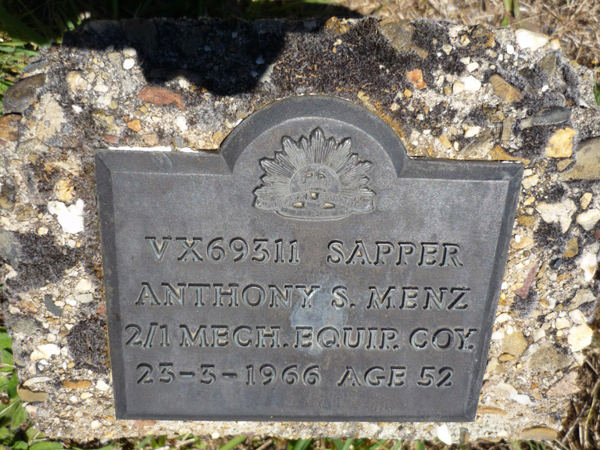 VX69311 SAPPER
ANTHONY S. MENZ
2/1 MECH. EQUIP. COY.
23-3-1966 AGE 52